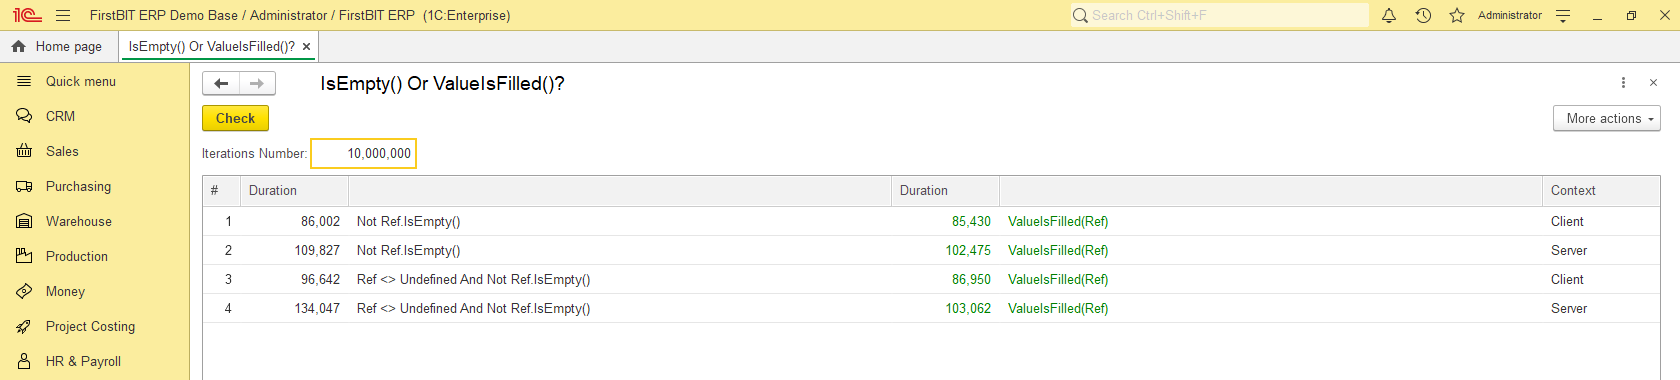 1C FirstBIT ERP Demo Base / Administrator / FirstBIT ERP (1C:Enterprise) Search Ctrl+Shift+F Administrator
Home page IsEmpty() Or ValueIsFilled()? ×
Quick menu
CRM
Sales
Purchasing
Warehouse
Production
Money
Project Costing
HR & Payroll
IsEmpty() Or ValueIsFilled()?
Check More actions
Iterations Number: 10,000,000
# Duration Duration Context
1 86,002 Not Ref.IsEmpty() 85,430 ValueIsFilled(Ref) Client
2 109,827 Not Ref.IsEmpty() 102,475 ValueIsFilled(Ref) Server
3 96,642 Ref <> Undefined And Not Ref.IsEmpty() 86,950 ValueIsFilled(Ref) Client
4 134,047 Ref <> Undefined And Not Ref.IsEmpty() 103,062 ValueIsFilled(Ref) Server